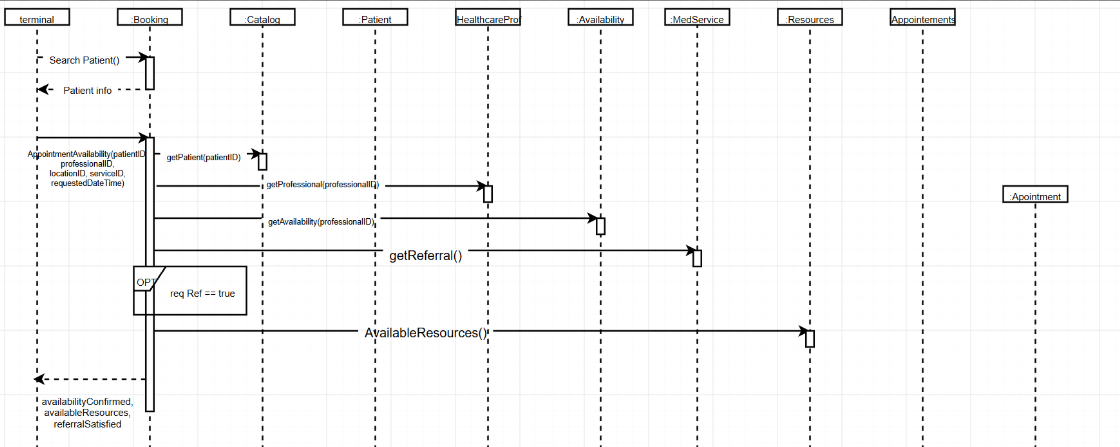 terminal
:Booking
:Catalog
:Patient
HealthcareProf
:Availability
:MedService
:Resources
Appointements
Search Patient()
Patient info
AppointmentAvailability(patientID
professionalID,
locationID, serviceID,
requestedDateTime)
getPatient(patientID)
getProfessional(professionalID)
:Apointment
getAvailability(professionalID)
getReferral()
OPT
req Ref == true
AvailableResources()
availabilityConfirmed,
availableResources,
referralSatisfied